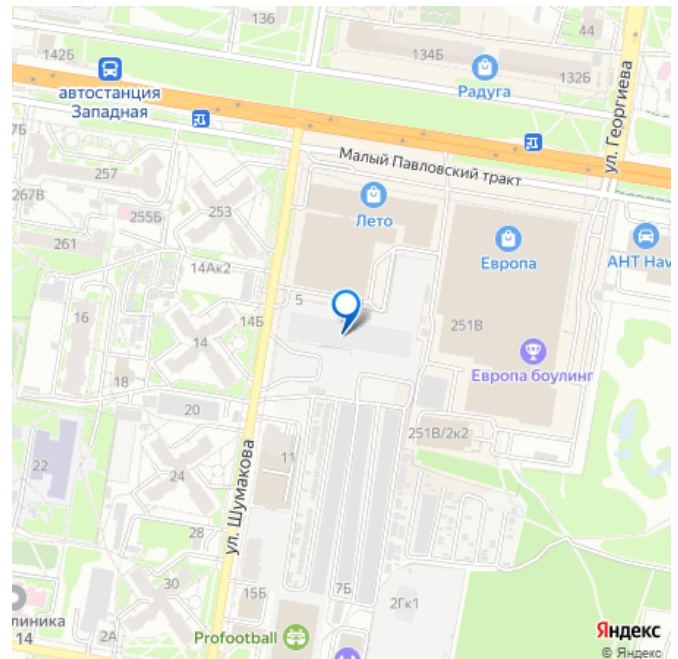 136
44
142Б
134Б
132Б
Радуга
автостанция
Западная
ул. Георгиева
7Б
Малый Павловский тракт
257
267В
255Б
253
Лето
261
Европа
АНТ Hav
14Ак2
5
16
14Б
251В
14
Европа боулинг
18
20
251В/2к2
11
22
24
ул. Шумакова
28
30
7Б
15Б
2Гк1
линика
14
2А
Profootball
Яндекс
© Яндекс